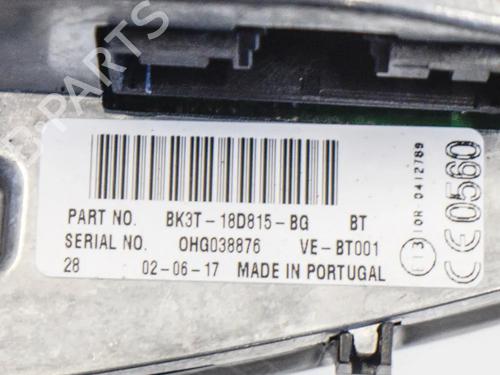 PART NO. BK3T-18D815-BG BT
SERIAL NO. OHG038876 VE-BT001
28 02-06-17 MADE IN PORTUGAL
E13 10R 0412789
CE0560